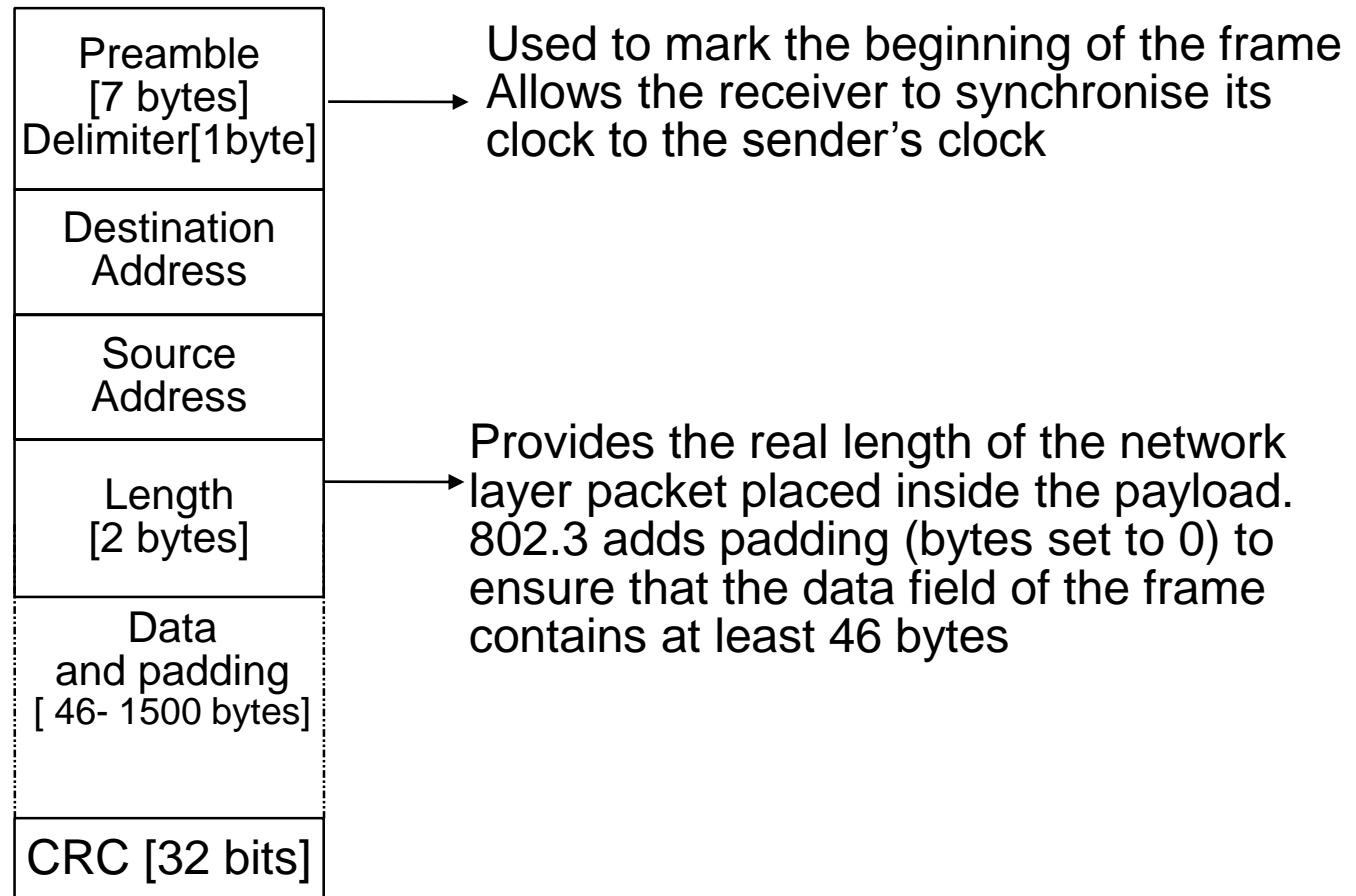 Preamble
[7 bytes]
Delimiter[1byte]
Used to mark the beginning of the frame
Allows the receiver to synchronise its
clock to the sender’s clock
Destination
Address
Source
Address
Length
[2 bytes]
Provides the real length of the network
layer packet placed inside the payload.
802.3 adds padding (bytes set to 0) to
ensure that the data field of the frame
contains at least 46 bytes
Data
and padding
[ 46- 1500 bytes]
CRC [32 bits]